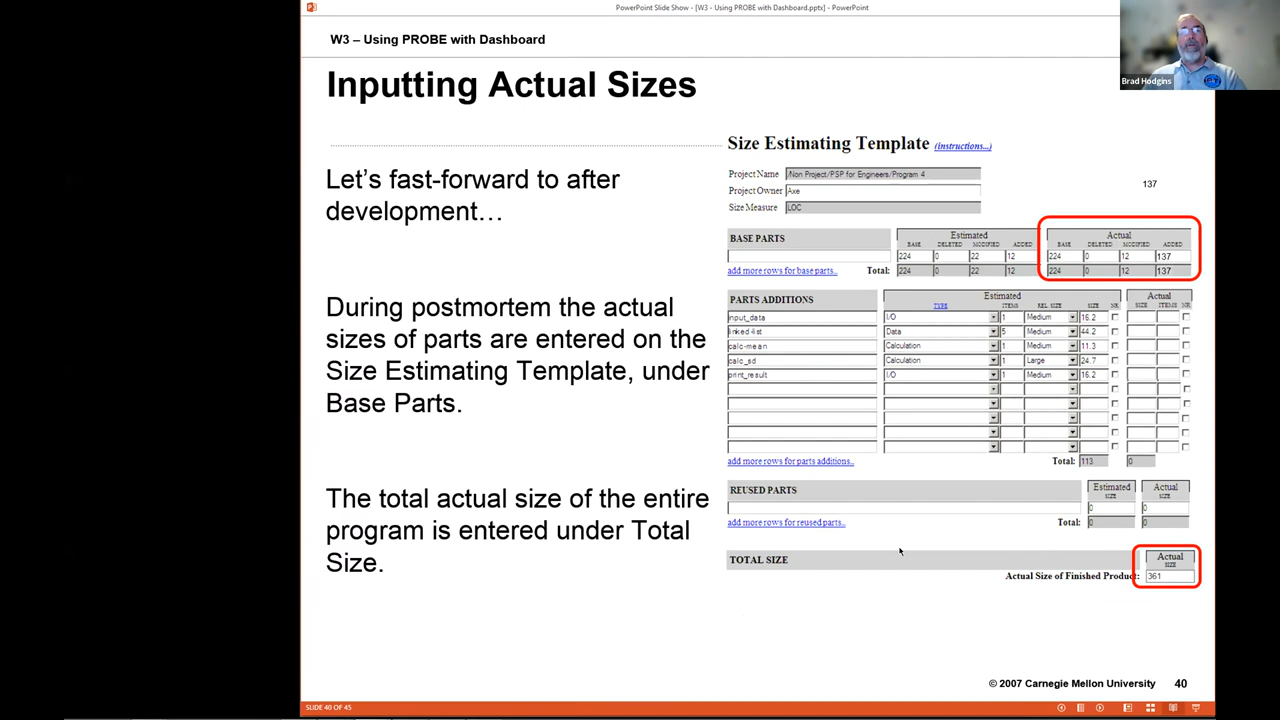 PowerPoint Slide Show - [W3 - Using PROBE with Dashboard.pptx] - PowerPoint
Brad Hodgins
W3 – Using PROBE with Dashboard
Inputting Actual Sizes
Let’s fast-forward to after
development…
During postmortem the actual
sizes of parts are entered on the
Size Estimating Template, under
Base Parts.
The total actual size of the entire
program is entered under Total
Size.
Size Estimating Template (instructions...)
Project Name /Non Project/PSP for Engineers/Program 4
137
Project Owner Axe
Size Measure LOC
BASE PARTS Estimated Actual
BASE DELETED MODIFIED ADDED BASE DELETED MODIFIED ADDED
224 0 22 12 224 0 12 137
add more rows for base parts.. Total: 224 0 22 12 224 0 12 137
PARTS ADDITIONS Estimated Actual
TYPE ITEMS REL. SIZE SIZE NR SIZE ITEMS NR
input_data I/O 1 Medium 16.2
linked-list Data 5 Medium 44.2
calc-mean Calculation 1 Medium 11.3
calc_sd Calculation 1 Large 24.7
print_result I/O 1 Medium 16.2
add more rows for parts additions.. Total: 113 0
REUSED PARTS Estimated Actual
SIZE SIZE
0 0
add more rows for reused parts.. Total: 0 0
TOTAL SIZE Actual
SIZE
Actual Size of Finished Product: 361
© 2007 Carnegie Mellon University 40
SLIDE 40 OF 45